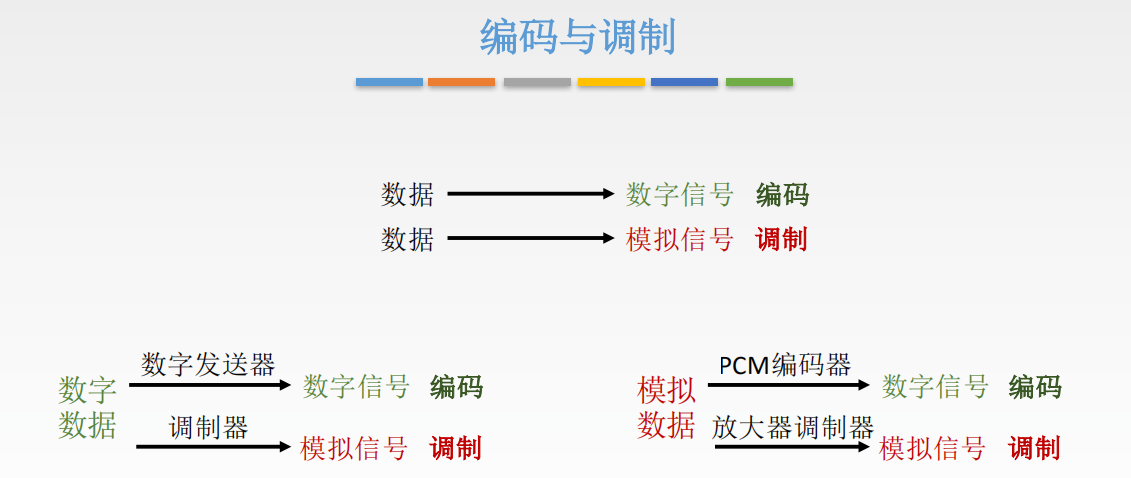 编码与调制
数据 数字信号 编码
数据 模拟信号 调制
数字发送器
数字数据
数字信号 编码
调制器
模拟信号 调制
PCM编码器
模拟数据
数字信号 编码
放大器调制器
模拟信号 调制